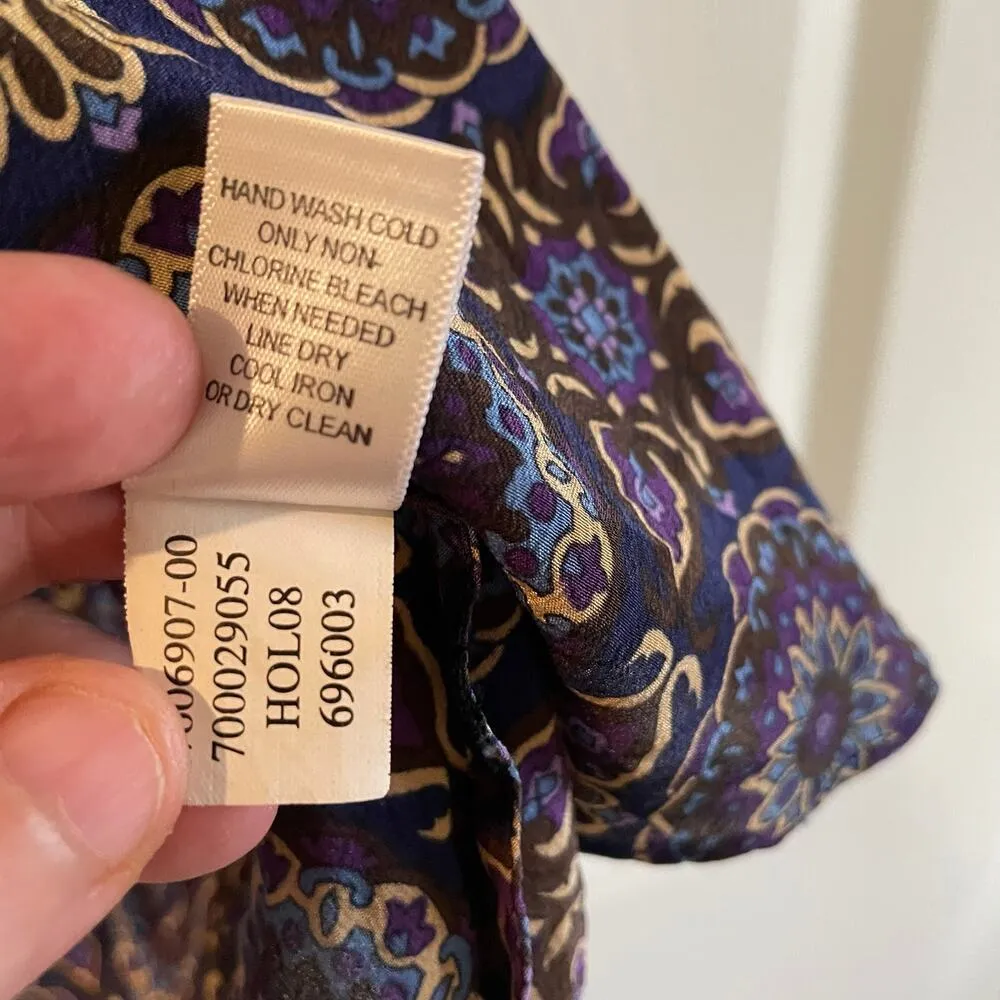 HAND WASH COLD
ONLY NON-
CHLORINE BLEACH
WHEN NEEDED
LINE DRY
COOL IRON
OR DRY CLEAN
6907-00
700029055
HOL08
696003